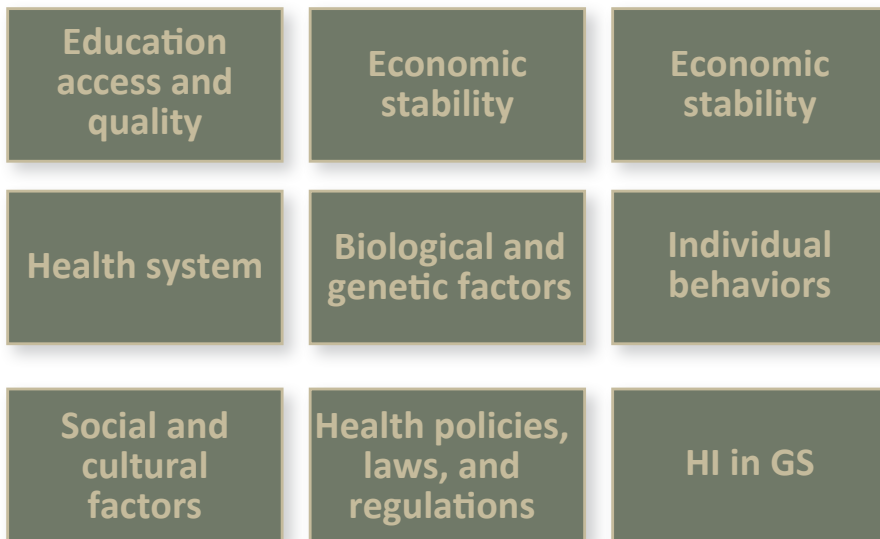 Education
access and
quality
Economic
stability
Economic
stability
Health system
Biological and
genetic factors
Individual
behaviors
Social and
cultural
factors
Health policies,
laws, and
regulations
HI in GS